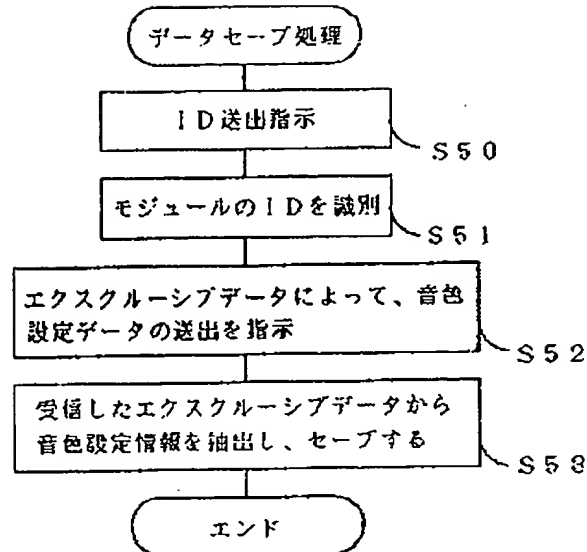 データセーブ処理
ID送出指示
S50
モジュールのIDを識別
S51
エクスクルーシブデータによって、音色
設定データの送出を指示
S52
受信したエクスクルーシブデータから
音色設定情報を抽出し、セーブする
S53
エンド